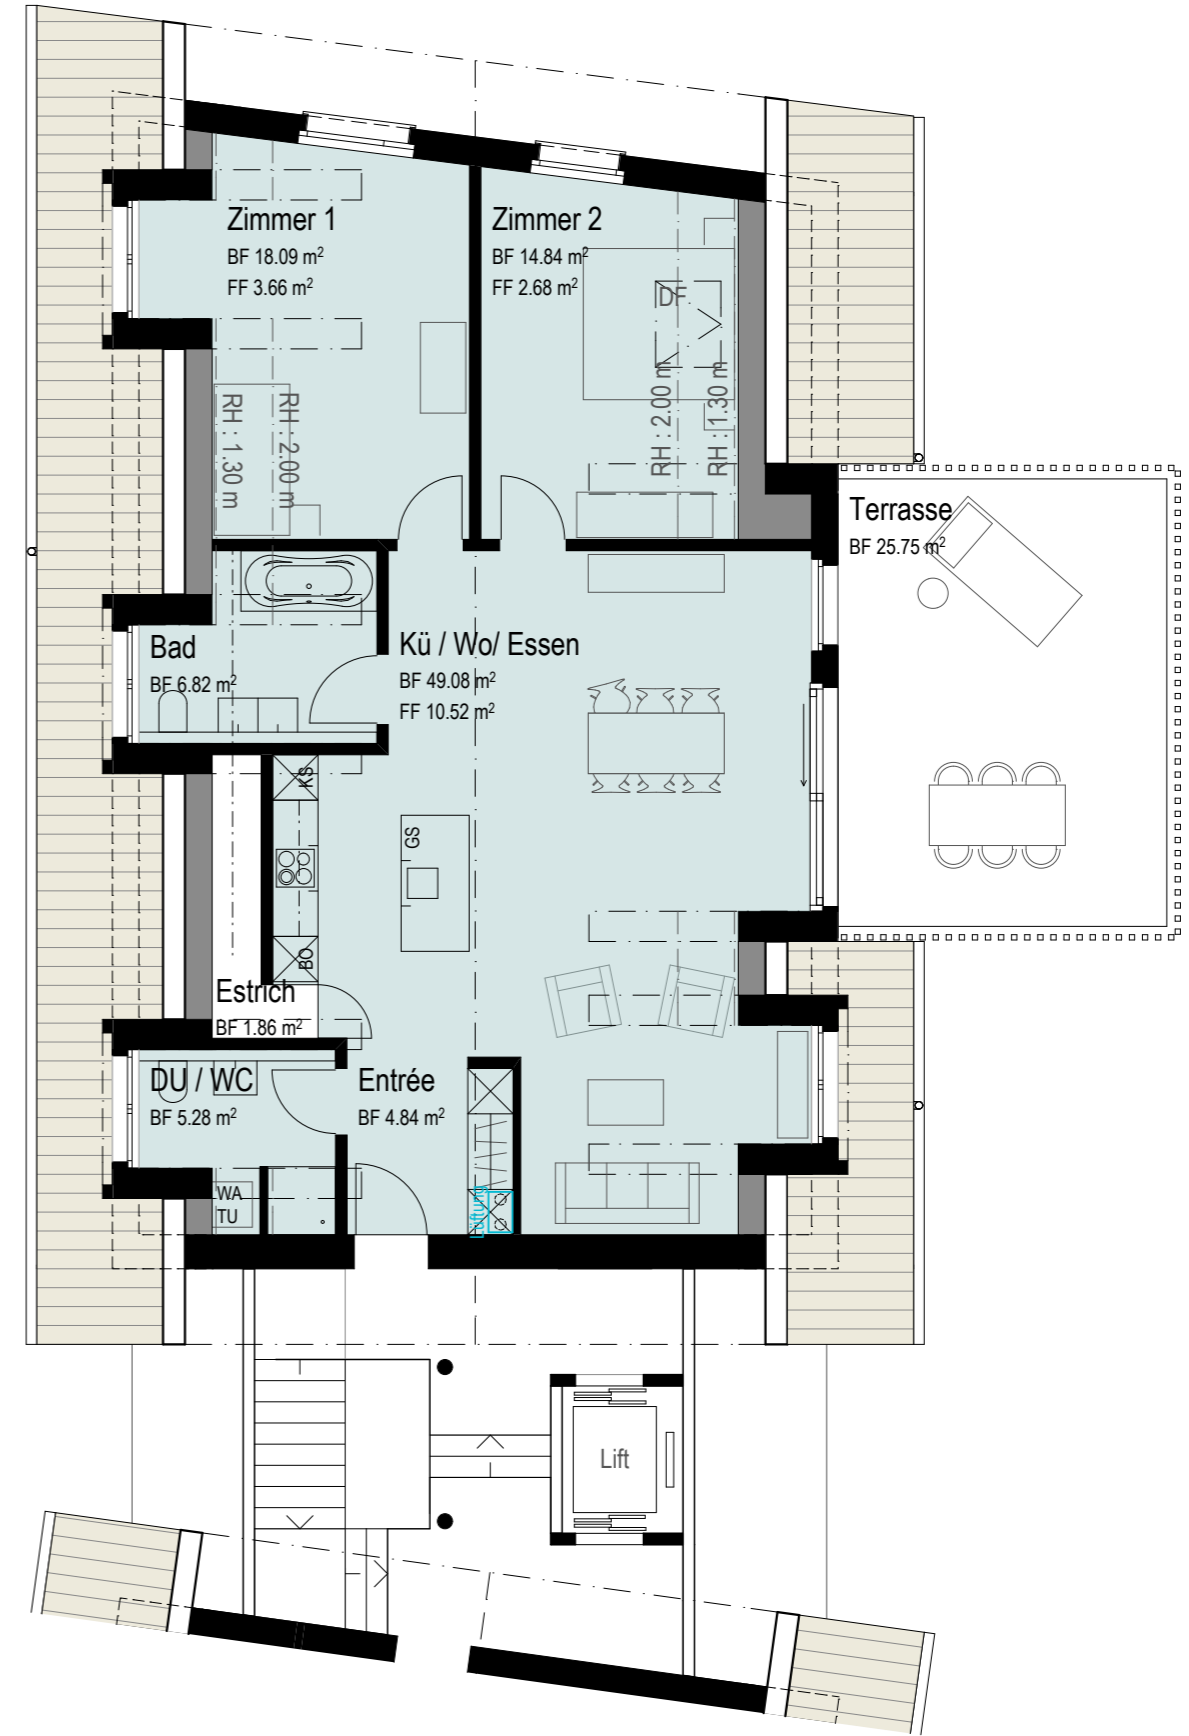 Zimmer 1
BF 18.09 m²
FF 3.66 m²
Zimmer 2
BF 14.84 m²
FF 2.68 m²
DF
RH : 1.30 m
RH : 2.00 m
RH : 2.00 m
RH : 1.30 m
Terrasse
BF 25.75 m²
Bad
BF 6.82 m²
Kü / Wo/ Essen
BF 49.08 m²
FF 10.52 m²
KS
GS
BO
Estrich
BF 1.86 m²
DU / WC
BF 5.28 m²
Entrée
BF 4.84 m²
WA
TU
Lüftung
Lift